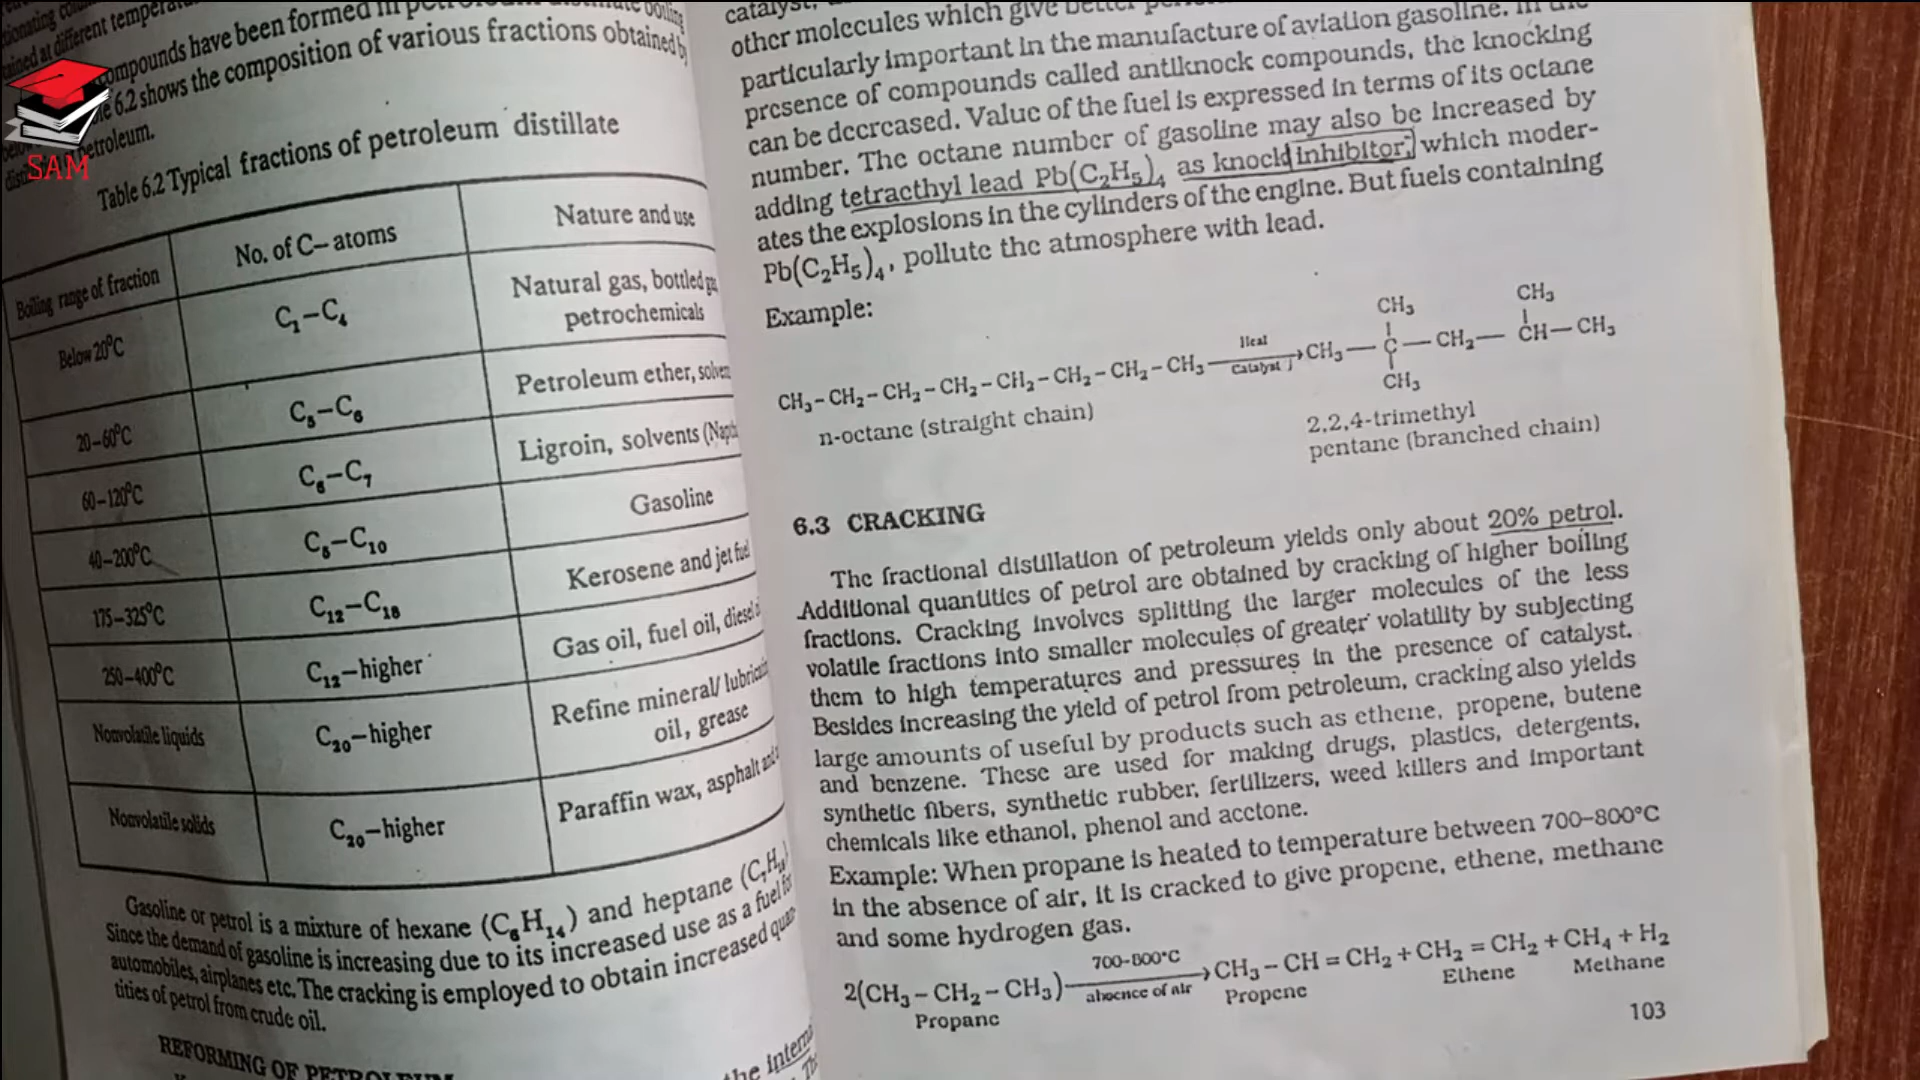 tained at different
compounds have been formed in petroleum
6.2 shows the composition of various fractions obtained by
petroleum.
SAM
Table 6.2 Typical fractions of petroleum distillate
Boiling range of fraction No. of C–atoms Nature and use
Below 20°C C₁–C₄ Natural gas, bottled gas,
petrochemicals
20–60°C C₅–C₆ Petroleum ether,
60–120°C C₆–C₇ Ligroin, solvents
40–200°C C₅–C₁₀ Gasoline
175–325°C C₁₂–C₁₈ Kerosene and jet fuel
250–400°C C₁₂–higher Gas oil, fuel oil, diesel
Nonvolatile liquids C₂₀–higher Refine mineral/
oil, grease
Nonvolatile solids C₂₀–higher Paraffin wax, asphalt and
Gasoline or petrol is a mixture of hexane (C₆H₁₄) and heptane
Since the demand of gasoline is increasing due to its increased use as a fuel for
automobiles, airplanes etc. The cracking is employed to obtain increased
tities of petrol from crude oil.
REFORMING OF PETROLEUM
the
catalyst,
other molecules which give better
particularly important in the manufacture of aviation gasoline. In the
presence of compounds called antiknock compounds, the knocking
can be decreased. Value of the fuel is expressed in terms of its octane
number. The octane number of gasoline may also be increased by
adding tetraethyl lead Pb(C₂H₅)₄ as knock inhibitor, which moder-
ates the explosions in the cylinders of the engine. But fuels containing
Pb(C₂H₅)₄, pollute the atmosphere with lead.
Example:
CH₃ CH₃
CH₃–CH₂–CH₂–CH₂–CH₂–CH₂–CH₂–CH₃ Heat Catalyst → CH₃–C–CH₂–CH–CH₃
CH₃
n-octane (straight chain) 2,2,4-trimethyl
pentane (branched chain)
6.3 CRACKING
The fractional distillation of petroleum yields only about 20% petrol.
Additional quantities of petrol are obtained by cracking of higher boiling
fractions. Cracking involves splitting the larger molecules of the less
volatile fractions into smaller molecules of greater volatility by subjecting
them to high temperatures and pressures in the presence of catalyst.
Besides increasing the yield of petrol from petroleum, cracking also yields
large amounts of useful by products such as ethene, propene, butene
and benzene. These are used for making drugs, plastics, detergents,
synthetic fibers, synthetic rubber, fertilizers, weed killers and important
chemicals like ethanol, phenol and acetone.
Example: When propane is heated to temperature between 700–800°C
in the absence of air, it is cracked to give propene, ethene, methane
and some hydrogen gas.
2(CH₃–CH₂–CH₃) 700-800°C absence of air → CH₃–CH=CH₂+CH₂=CH₂+CH₄+H₂
Propane Propene Ethene Methane
103